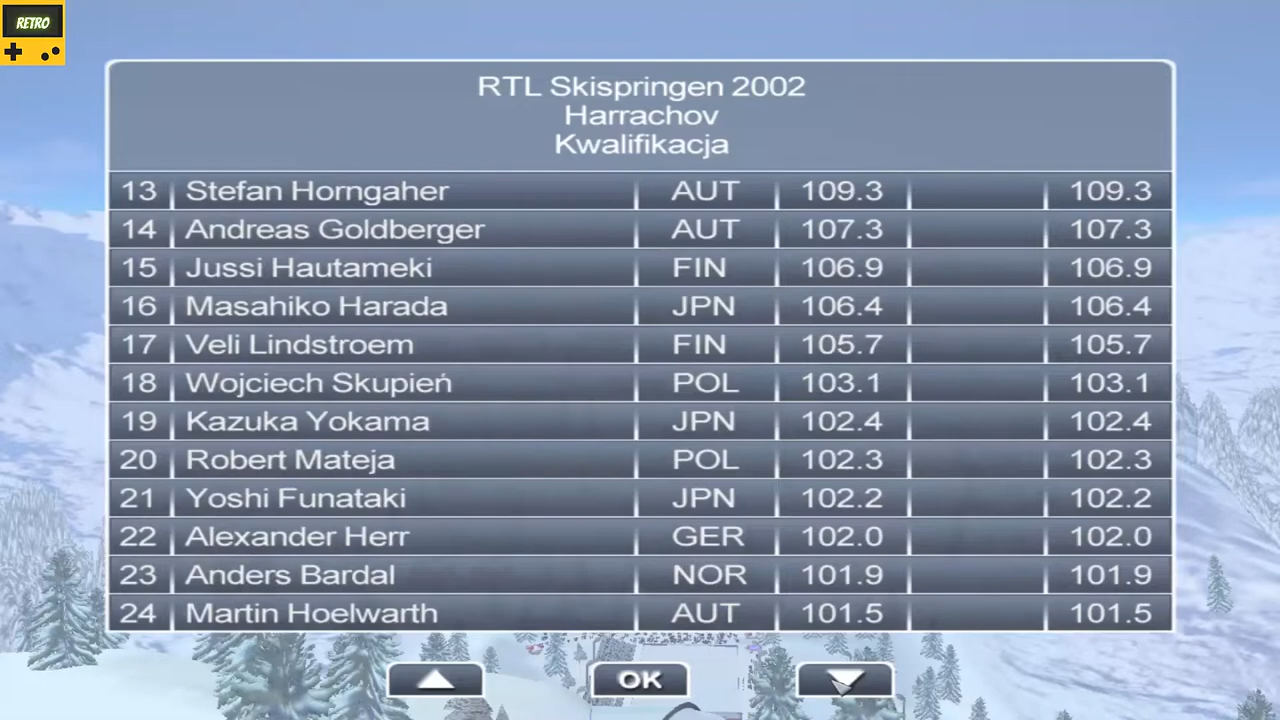 RETRO
RTL Skispringen 2002
Harrachov
Kwalifikacja
13 Stefan Horngaher AUT 109.3 109.3
14 Andreas Goldberger AUT 107.3 107.3
15 Jussi Hautameki FIN 106.9 106.9
16 Masahiko Harada JPN 106.4 106.4
17 Veli Lindstroem FIN 105.7 105.7
18 Wojciech Skupień POL 103.1 103.1
19 Kazuka Yokama JPN 102.4 102.4
20 Robert Mateja POL 102.3 102.3
21 Yoshi Funataki JPN 102.2 102.2
22 Alexander Herr GER 102.0 102.0
23 Anders Bardal NOR 101.9 101.9
24 Martin Hoelwarth AUT 101.5 101.5
OK